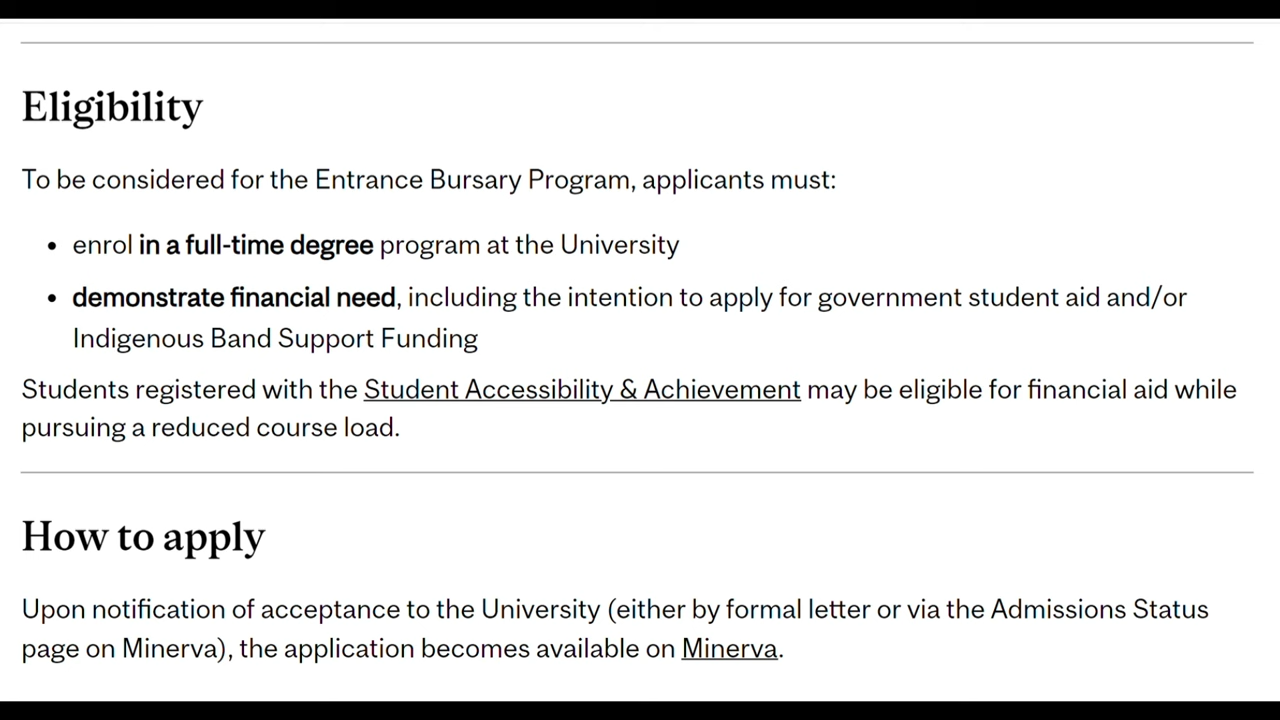 Eligibility
To be considered for the Entrance Bursary Program, applicants must:
• enrol in a full-time degree program at the University
• demonstrate financial need, including the intention to apply for government student aid and/or
Indigenous Band Support Funding
Students registered with the Student Accessibility & Achievement may be eligible for financial aid while
pursuing a reduced course load.
How to apply
Upon notification of acceptance to the University (either by formal letter or via the Admissions Status
page on Minerva), the application becomes available on Minerva.